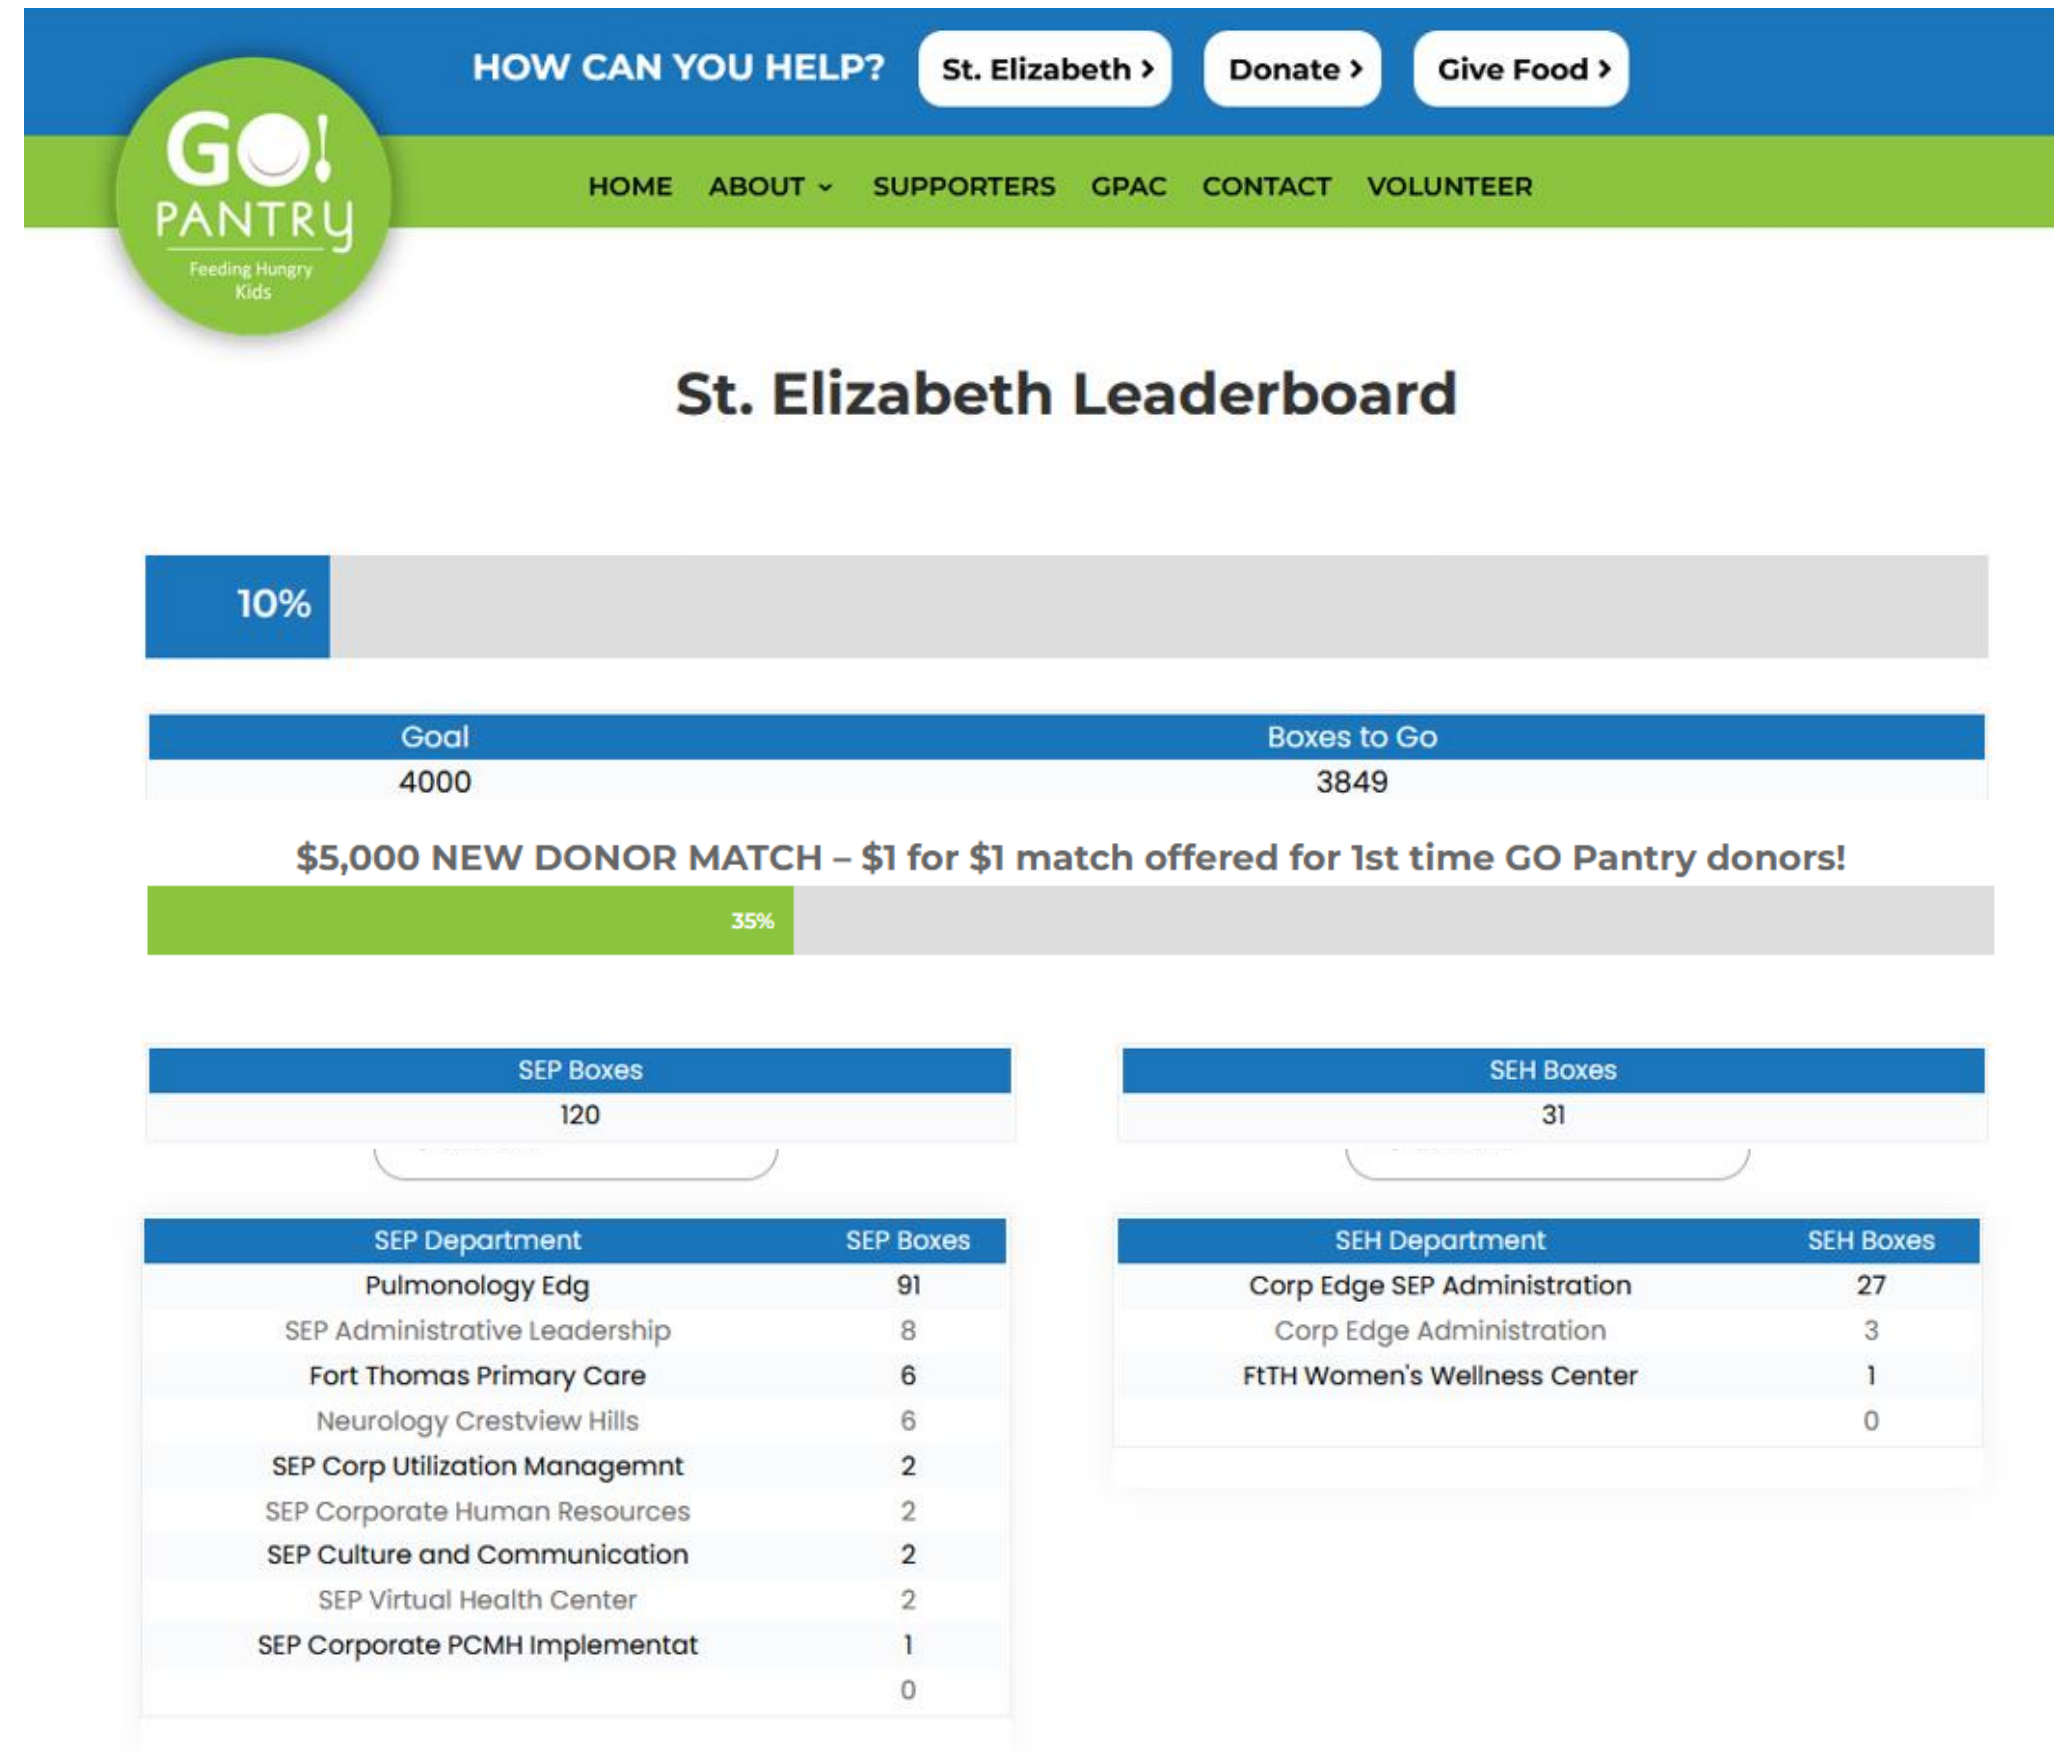 HOW CAN YOU HELP? St. Elizabeth > Donate > Give Food >
GO!
PANTRY
Feeding Hungry
Kids
HOME ABOUT SUPPORTERS GPAC CONTACT VOLUNTEER
St. Elizabeth Leaderboard
10%
Goal Boxes to Go
4000 3849
$5,000 NEW DONOR MATCH – $1 for $1 match offered for 1st time GO Pantry donors!
35%
SEP Boxes
120
SEH Boxes
31
SEP Department SEP Boxes
Pulmonology Edg 91
SEP Administrative Leadership 8
Fort Thomas Primary Care 6
Neurology Crestview Hills 6
SEP Corp Utilization Managemnt 2
SEP Corporate Human Resources 2
SEP Culture and Communication 2
SEP Virtual Health Center 2
SEP Corporate PCMH Implementat 1
0
SEH Department SEH Boxes
Corp Edge SEP Administration 27
Corp Edge Administration 3
FtTH Women's Wellness Center 1
0